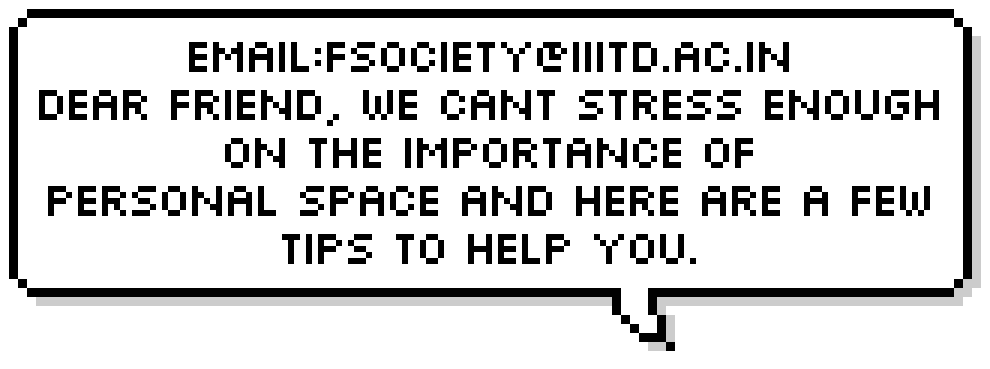 EMAIL:FSOCIETY@IIITD.AC.IN
DEAR FRIEND, WE CANT STRESS ENOUGH
ON THE IMPORTANCE OF
PERSONAL SPACE AND HERE ARE A FEW
TIPS TO HELP YOU.